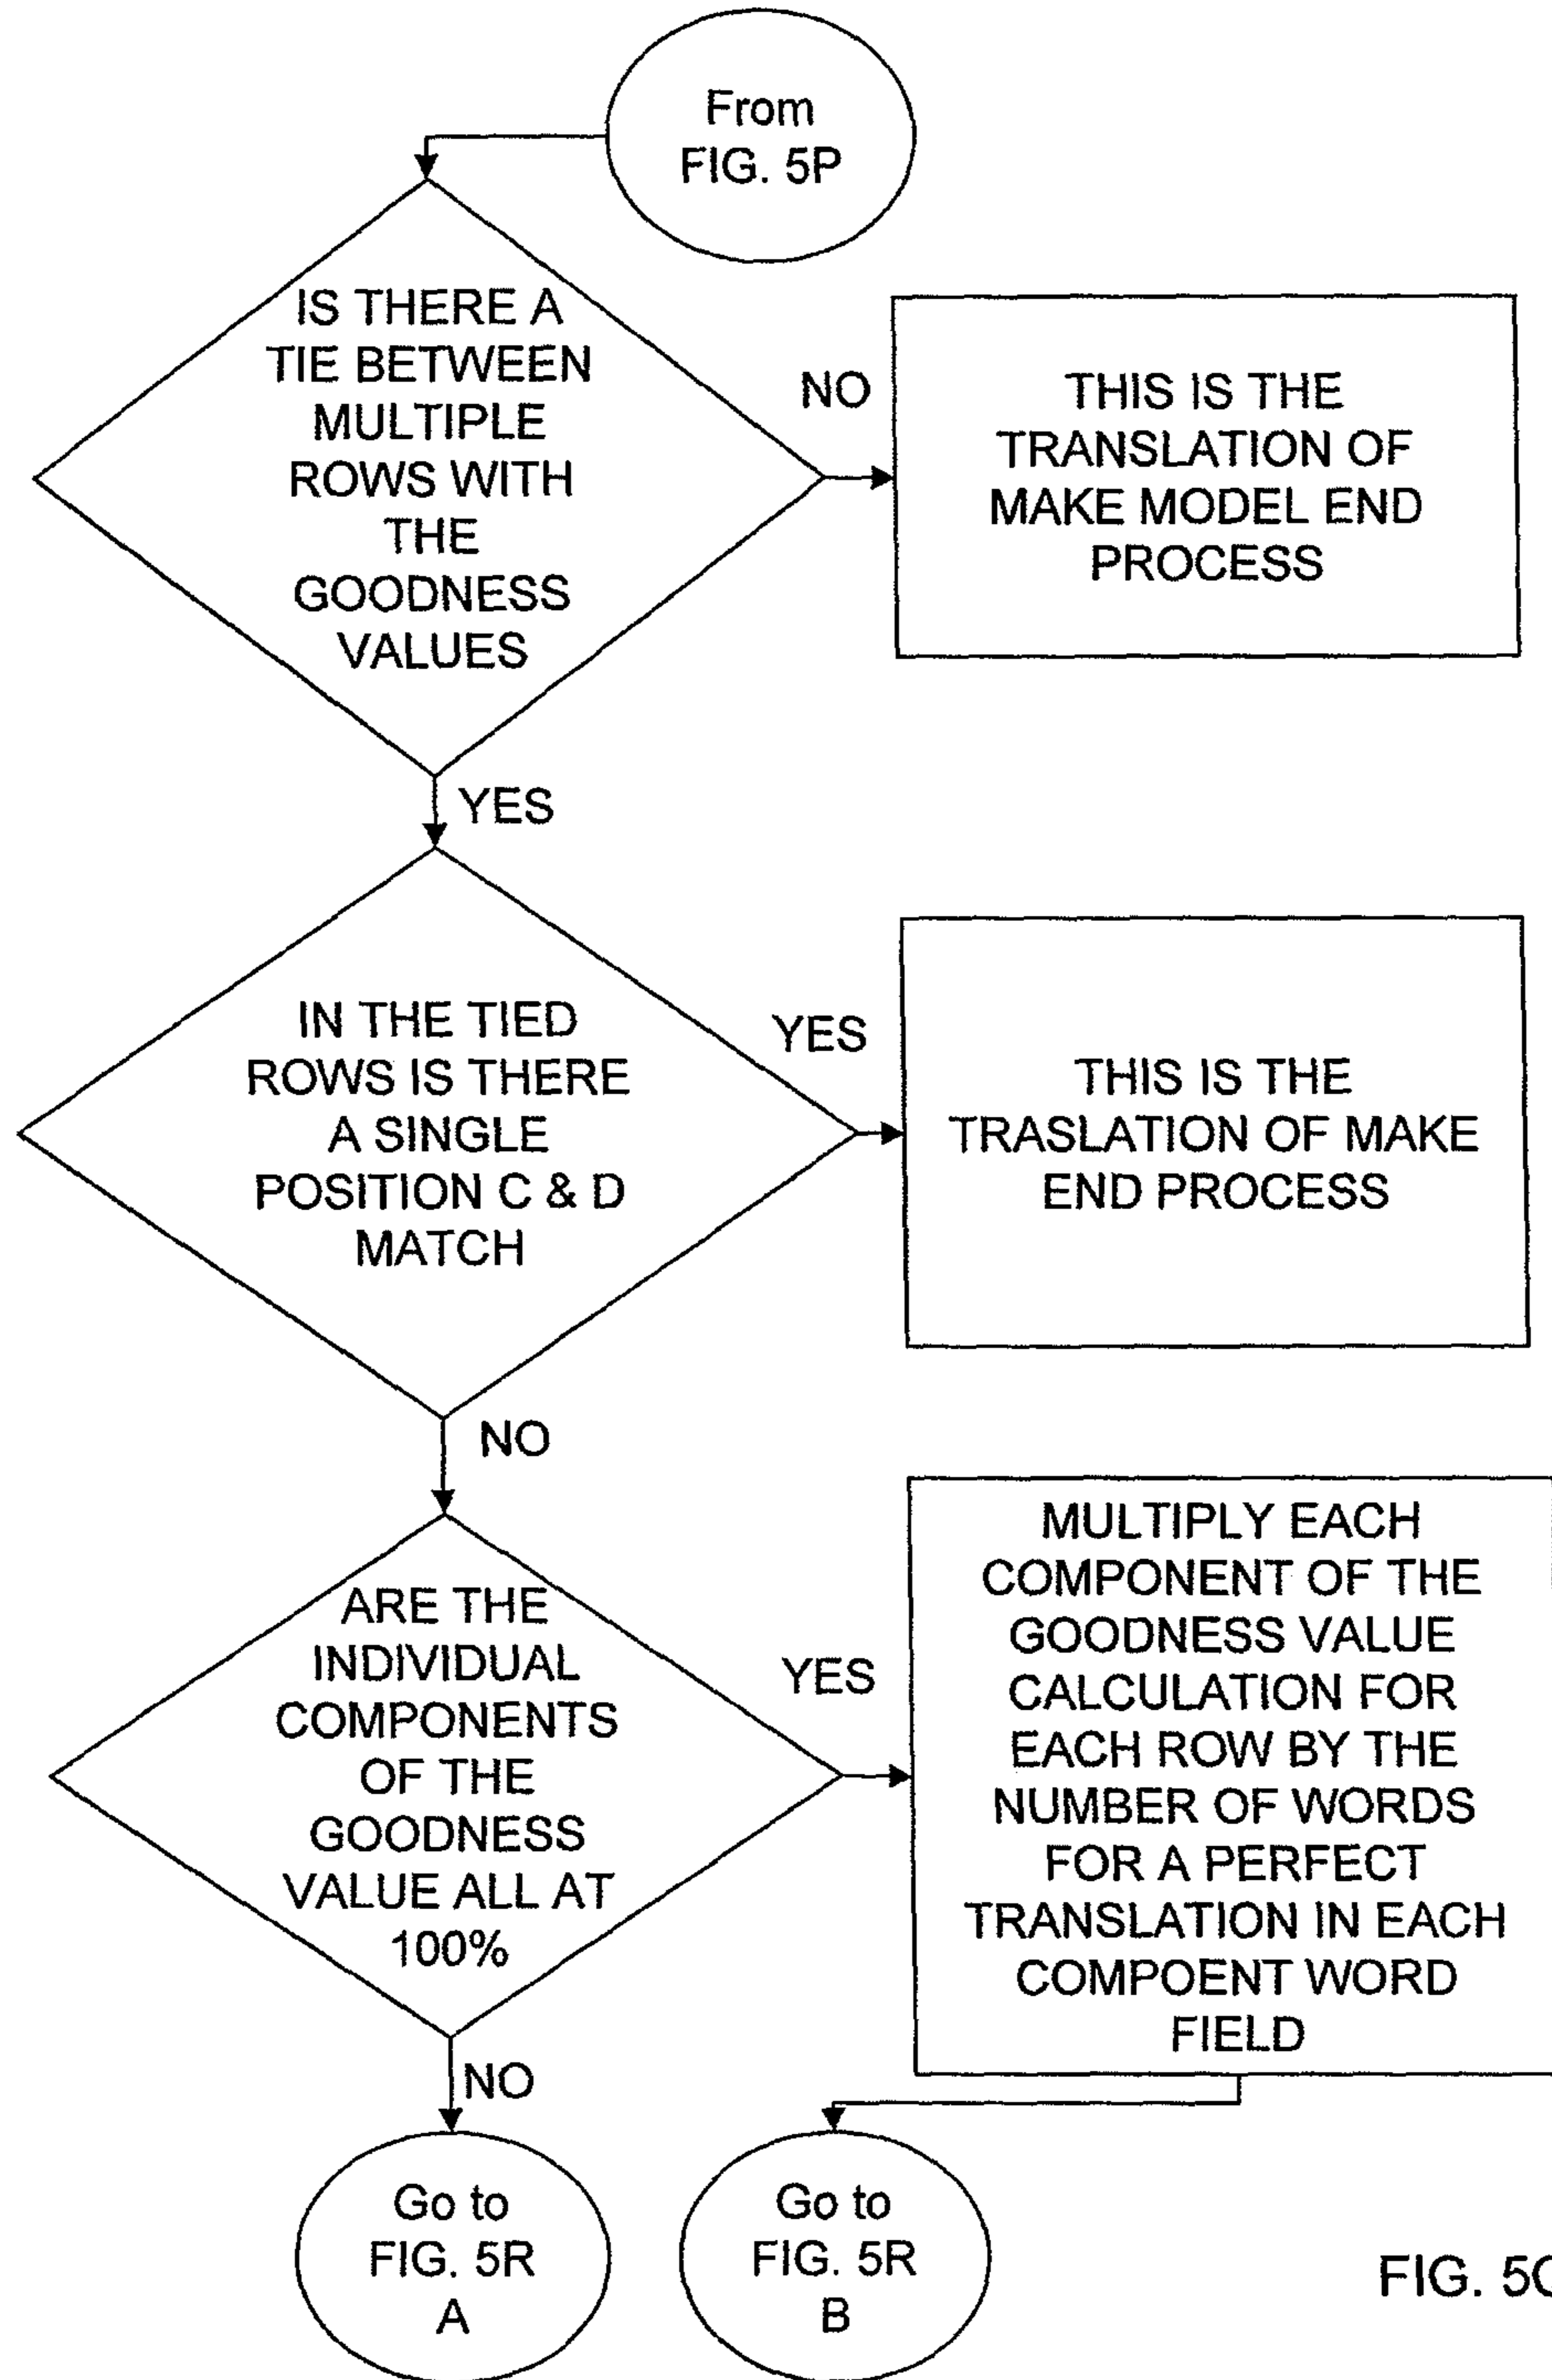 From
FIG. 5P
IS THERE A
TIE BETWEEN
MULTIPLE
ROWS WITH
THE
GOODNESS
VALUES
NO
THIS IS THE
TRANSLATION OF
MAKE MODEL END
PROCESS
YES
IN THE TIED
ROWS IS THERE
A SINGLE
POSITION C & D
MATCH
YES
THIS IS THE
TRASLATION OF MAKE
END PROCESS
NO
ARE THE
INDIVIDUAL
COMPONENTS
OF THE
GOODNESS
VALUE ALL AT
100%
YES
MULTIPLY EACH
COMPONENT OF THE
GOODNESS VALUE
CALCULATION FOR
EACH ROW BY THE
NUMBER OF WORDS
FOR A PERFECT
TRANSLATION IN EACH
COMPOENT WORD
FIELD
NO
Go to
FIG. 5R
A
Go to
FIG. 5R
B
FIG.